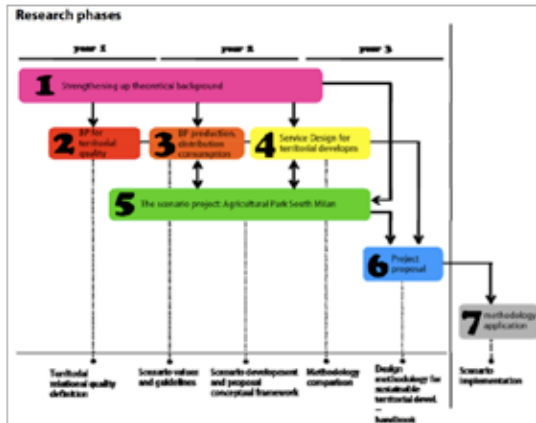 Research phases
year 1
year 2
year 3
1 Strengthening up theoretical background
2 BP for
territorial
quality
3 BP production,
distribution
consumption
4 Service Design for
territorial developm
5 The scenario project: Agricultural Park South Milan
6 Project
proposal
7 methodology
application
Territorial
relational quality
definition
Scenario values
and guidelines
Scenario development
and proposal
conceptual framework
Methodology
comparison
Design
methodology for
sustainable
territorial devel.
—
handbook
Scenario
implementation